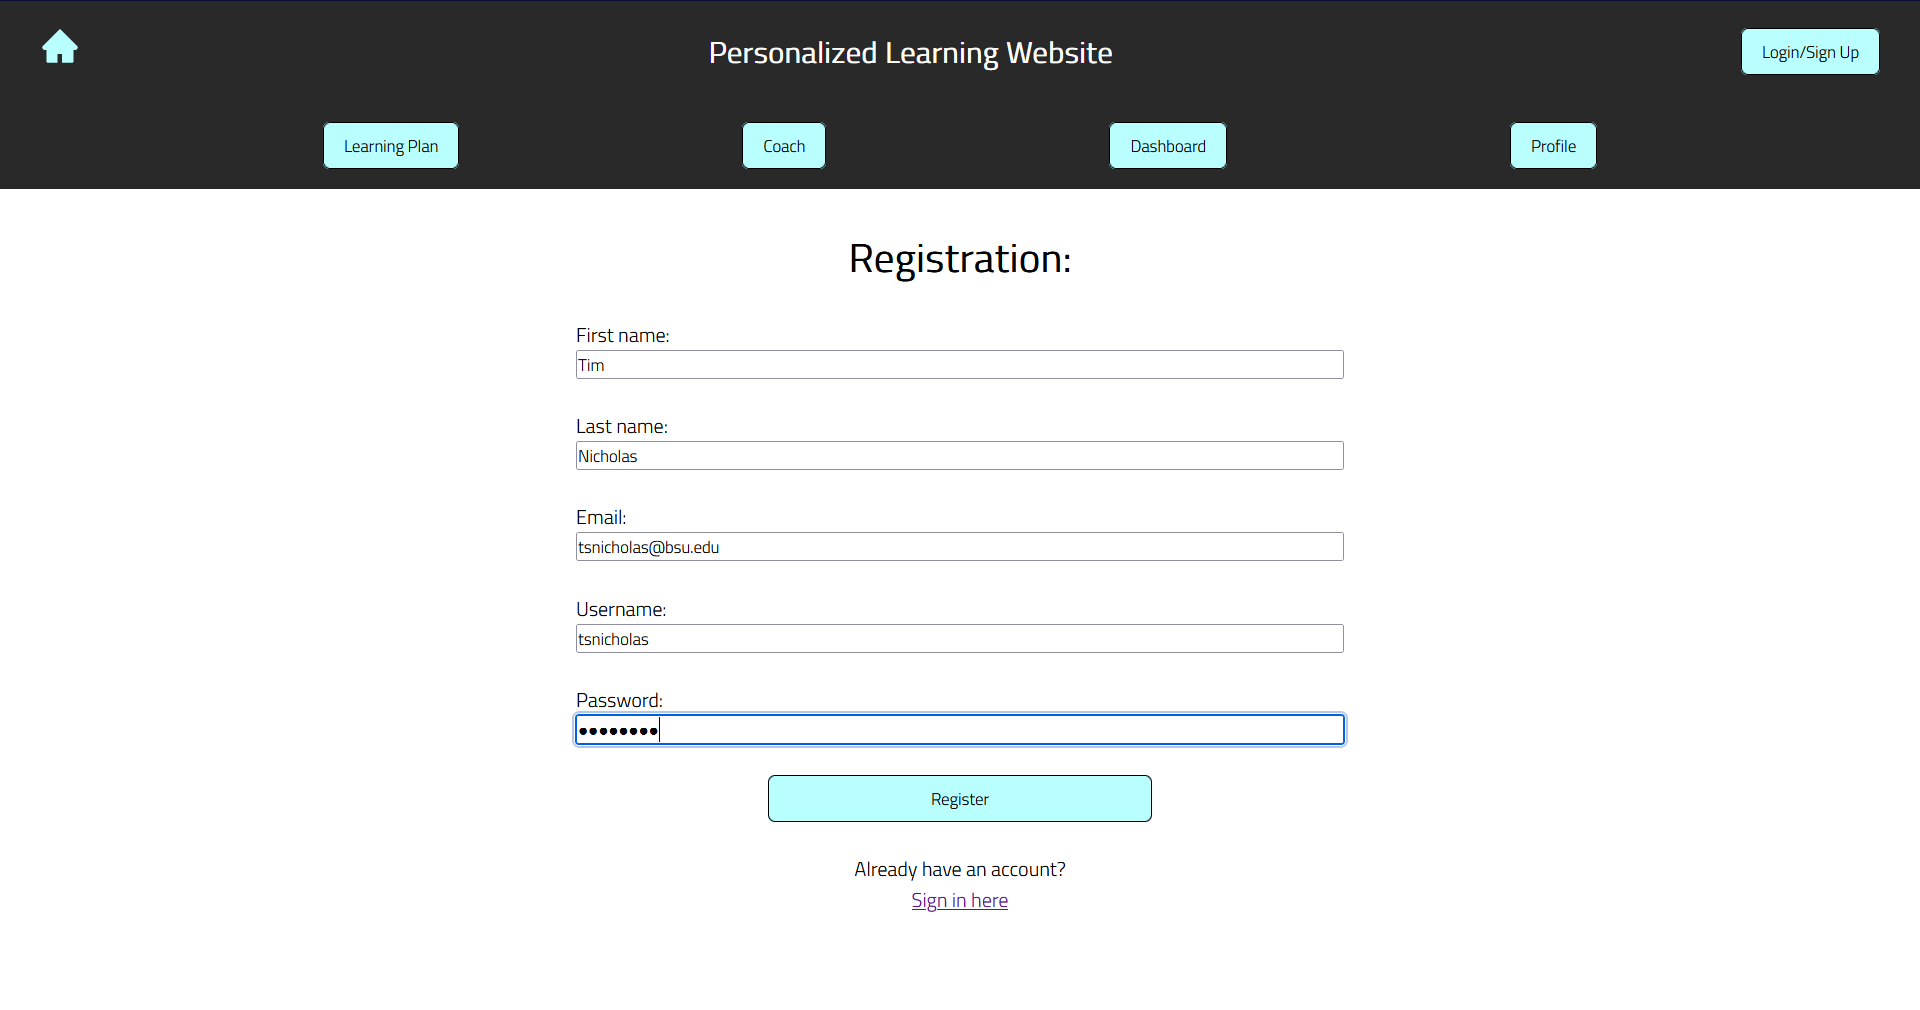 Personalized Learning Website
Login/Sign Up
Learning Plan
Coach
Dashboard
Profile
Registration:
First name:
Tim
Last name:
Nicholas
Email:
tsnicholas@bsu.edu
Username:
tsnicholas
Password:
••••••••
Register
Already have an account?
Sign in here